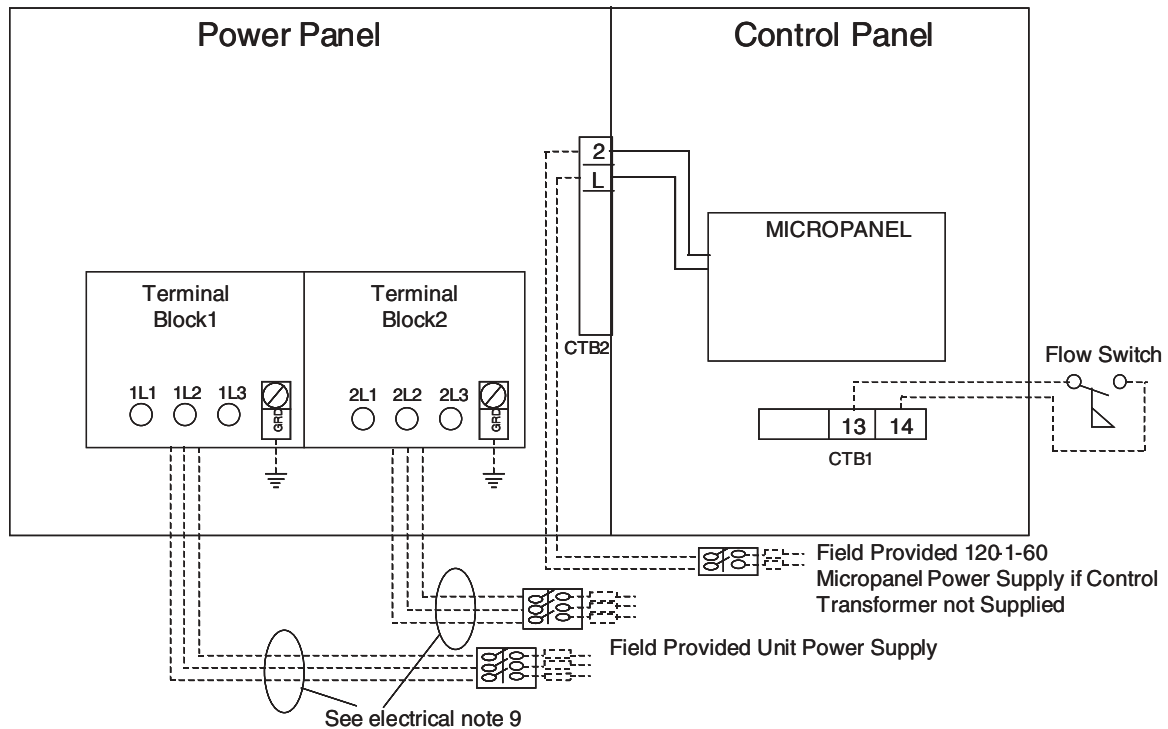 Power Panel
Control Panel
2
L
MICROPANEL
Terminal
Block1
Terminal
Block2
CTB2
Flow Switch
1L1
1L2
1L3
GRD
2L1
2L2
2L3
GRD
13
14
CTB1
Field Provided 120-1-60
Micropanel Power Supply if Control
Transformer not Supplied
Field Provided Unit Power Supply
See electrical note 9